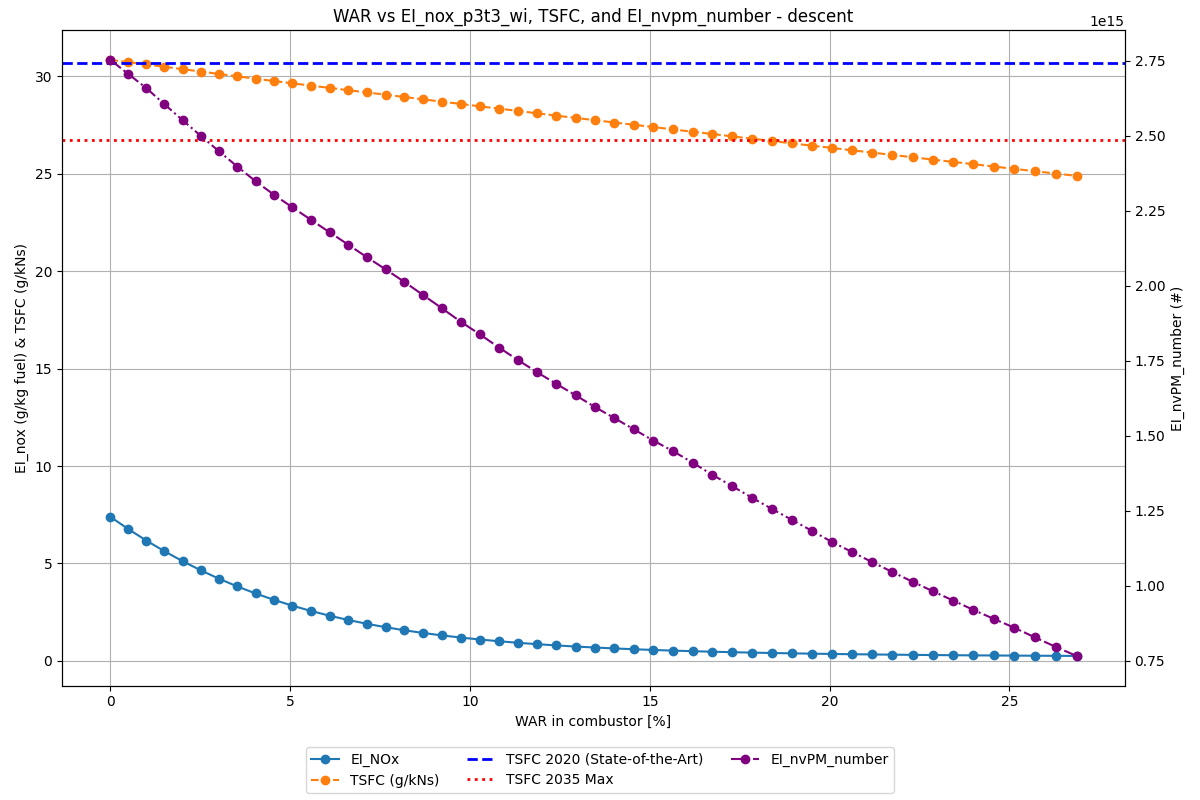 WAR vs EI_nox_p3t3_wi, TSFC, and EI_nvpm_number - descent
1e15
30
25
20
15
10
5
0
EI_nox (g/kg fuel) & TSFC (g/kNs)
2.75
2.50
2.25
2.00
1.75
1.50
1.25
1.00
0.75
EI_nvPM_number (#)
0 5 10 15 20 25
WAR in combustor [%]
EI_NOx
TSFC (g/kNs)
TSFC 2020 (State-of-the-Art)
TSFC 2035 Max
EI_nvPM_number